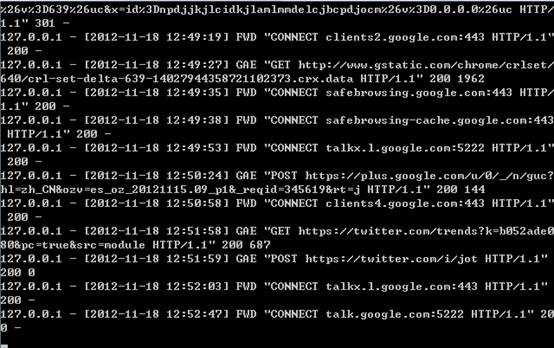 %26v%3D639%26uc&x=id%3Dnpdjjkjlcidkjlamlmmdelcjbcpdjocm%26v%3D0.0.0.0%26uc HTTP/
1.1" 301 -
127.0.0.1 - [2012-11-18 12:49:19] FWD "CONNECT clients2.google.com:443 HTTP/1.1"
 200 -
127.0.0.1 - [2012-11-18 12:49:27] GAE "GET http://www.gstatic.com/chrome/crlset/
640/crl-set-delta-639-14027944358721102373.crx.data HTTP/1.1" 200 1962
127.0.0.1 - [2012-11-18 12:49:35] FWD "CONNECT safebrowsing.google.com:443 HTTP/
1.1" 200 -
127.0.0.1 - [2012-11-18 12:49:38] FWD "CONNECT safebrowsing-cache.google.com:443
 HTTP/1.1" 200 -
127.0.0.1 - [2012-11-18 12:49:53] FWD "CONNECT talkx.l.google.com:5222 HTTP/1.1"
 200 -
127.0.0.1 - [2012-11-18 12:50:24] GAE "POST https://plus.google.com/u/0/_/n/guc?
hl=zh_CN&ozv=es_oz_20121115.09_p1&_reqid=345619&rt=j HTTP/1.1" 200 144
127.0.0.1 - [2012-11-18 12:50:58] FWD "CONNECT clients4.google.com:443 HTTP/1.1"
 200 -
127.0.0.1 - [2012-11-18 12:51:58] GAE "GET https://twitter.com/trends?k=b052ade0
80&pc=true&src=module HTTP/1.1" 200 687
127.0.0.1 - [2012-11-18 12:51:59] GAE "POST https://twitter.com/i/jot HTTP/1.1"
200 0
127.0.0.1 - [2012-11-18 12:52:03] FWD "CONNECT talkx.l.google.com:443 HTTP/1.1"
200 -
127.0.0.1 - [2012-11-18 12:52:47] FWD "CONNECT talk.google.com:5222 HTTP/1.1" 20
0 -